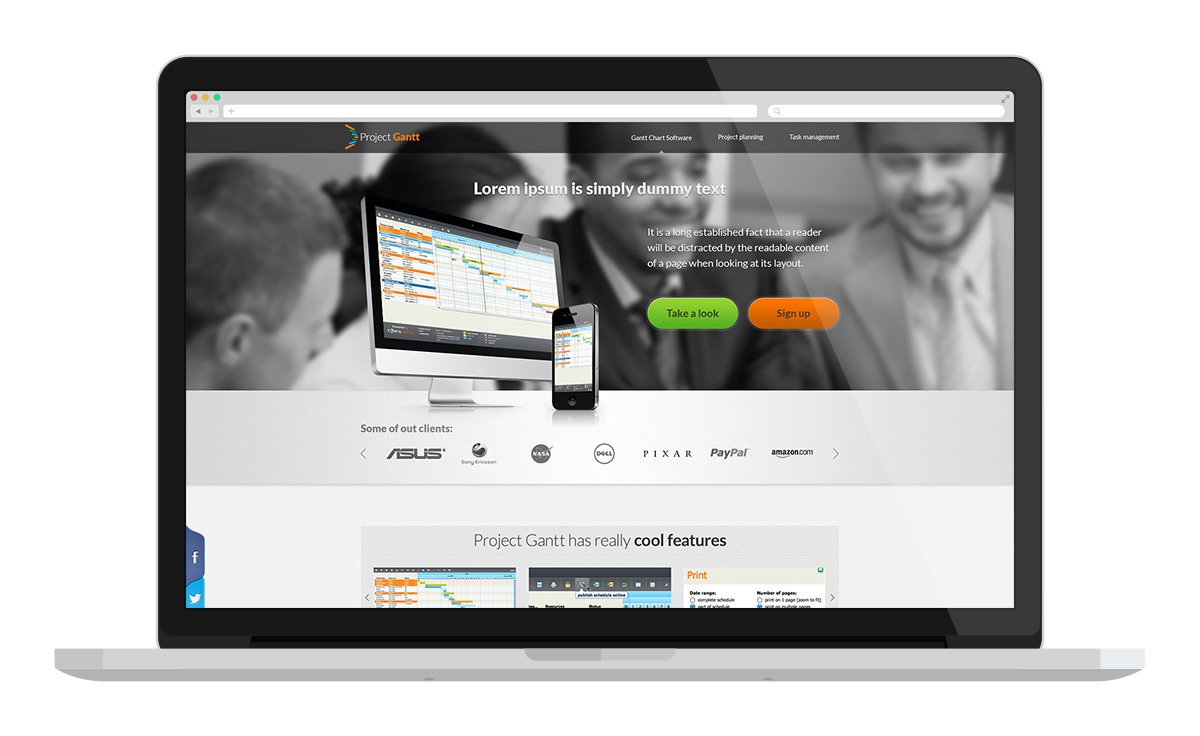 Project Gantt
Gantt Chart Software
Project planning
Task management
Lorem ipsum is simply dummy text
It is a long established fact that a reader
will be distracted by the readable content
of a page when looking at its layout.
Take a look
Sign up
Some of out clients:
ASUS
Sony Ericsson
NASA
DELL
PIXAR
PayPal
amazon.com
Project Gantt has really cool features
publish schedule online
Resources
Status
Print
Date range:
complete schedule
part of schedule
Number of pages:
print on 1 page (zoom to fit)
print on multiple pages